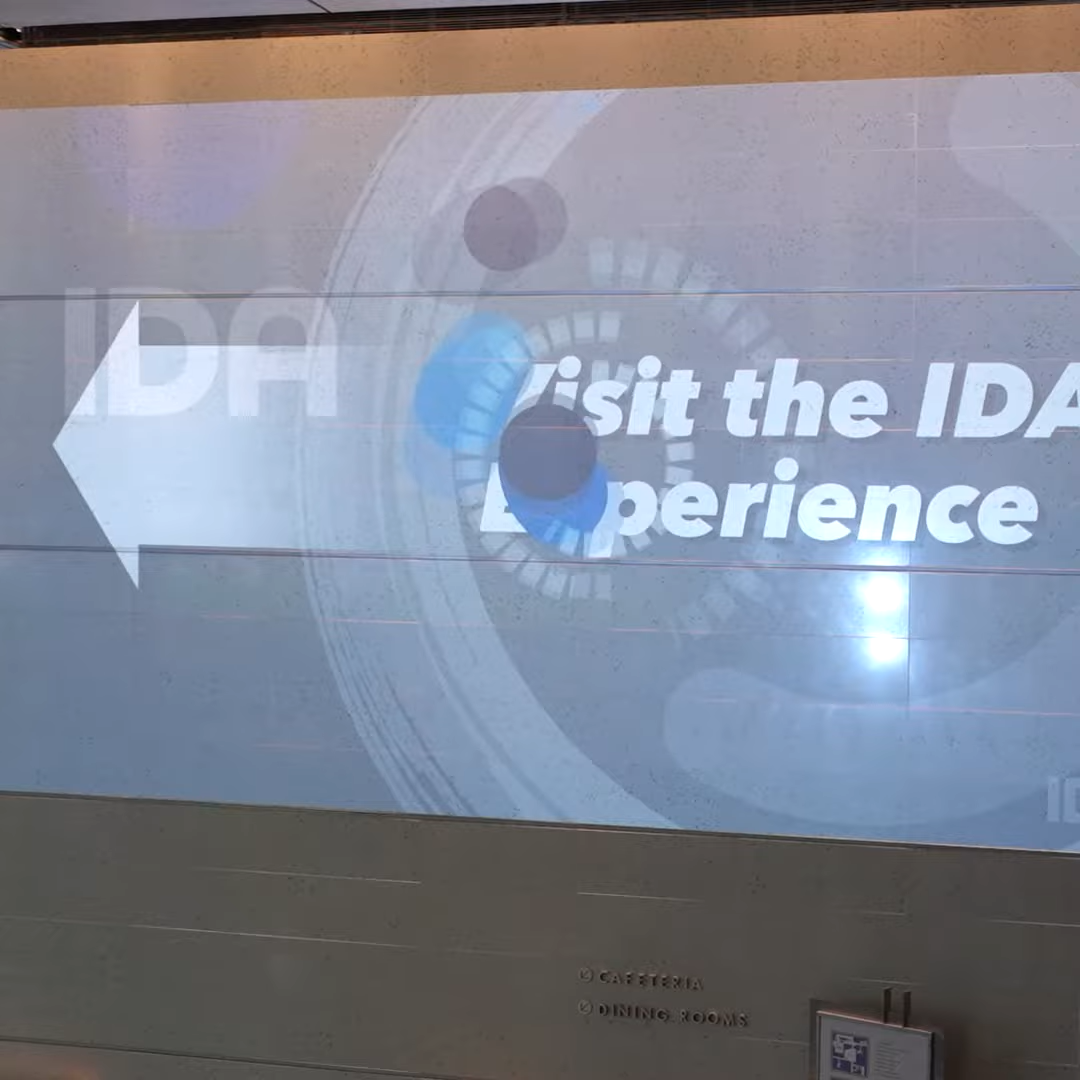 IDA
Visit the IDA
Experience
CAFETERIA
DINING ROOMS